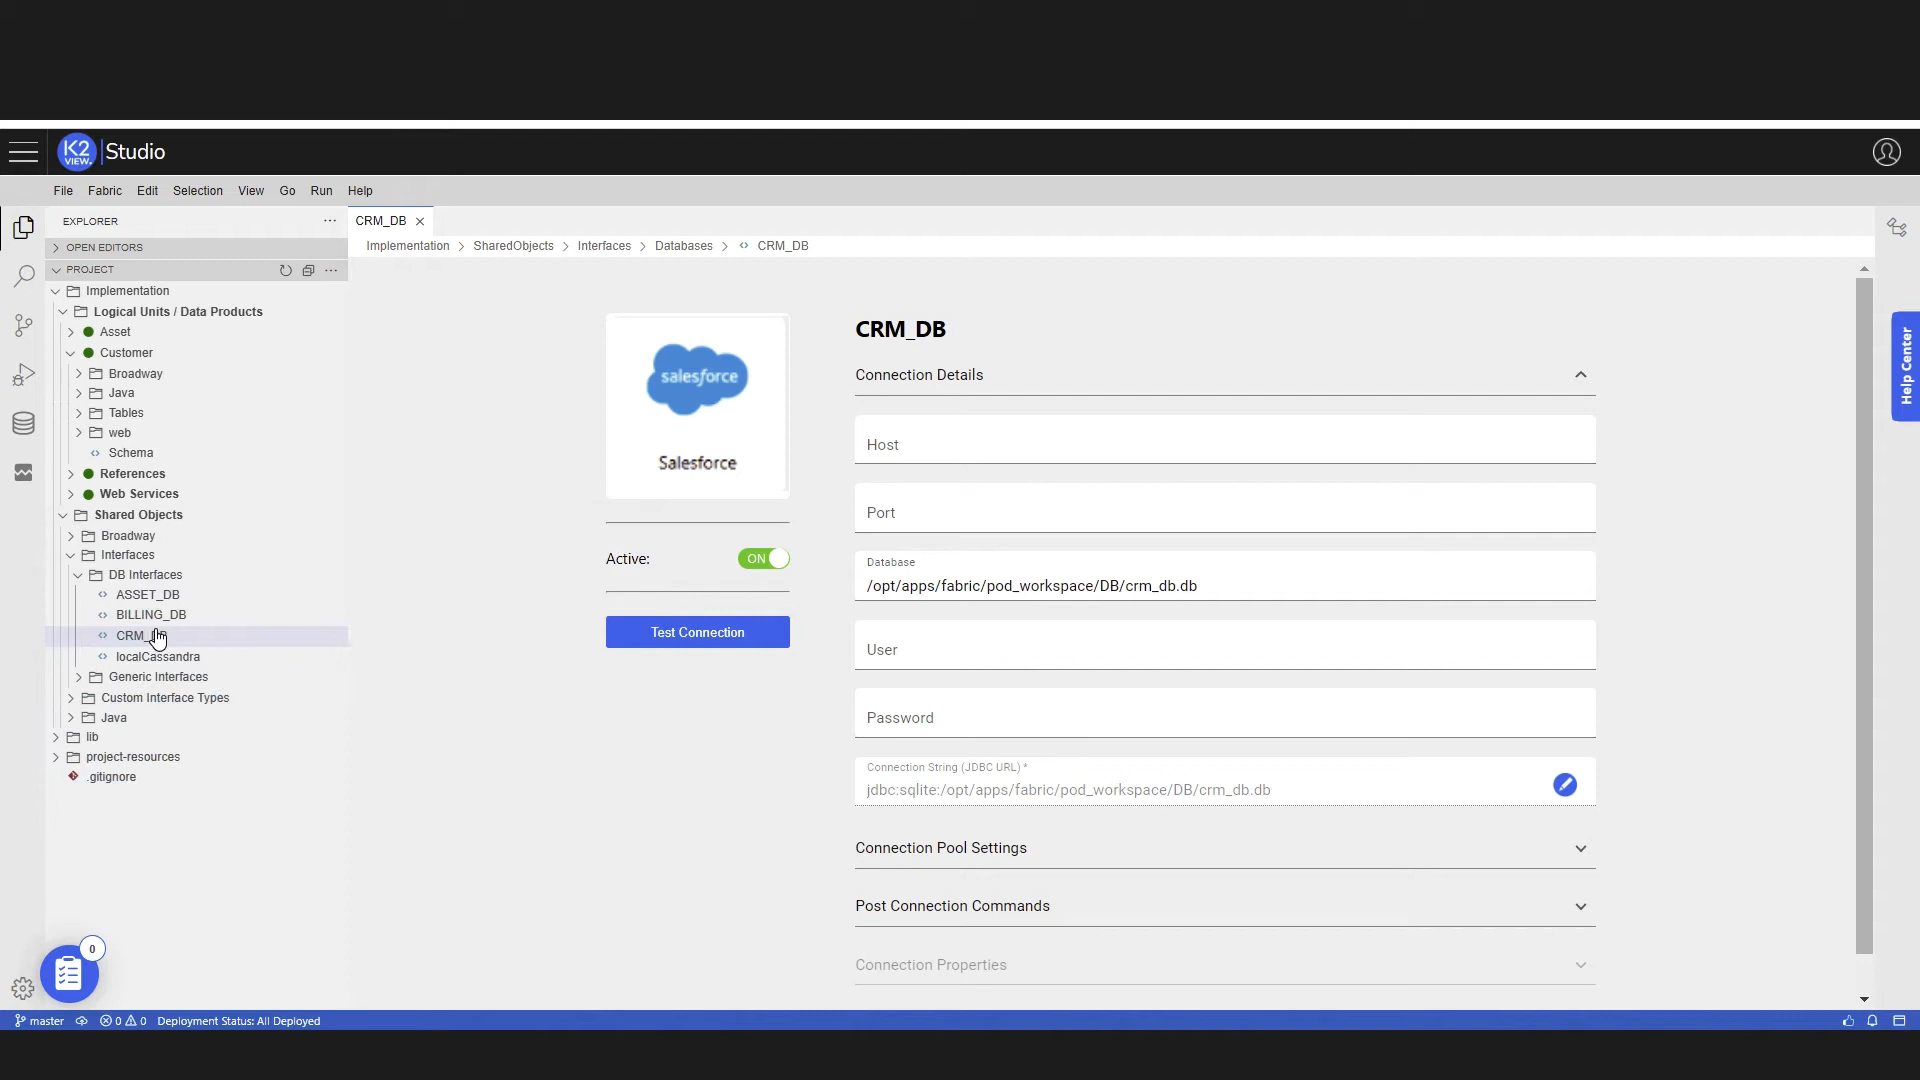 K2
VIEW.
Studio
File Fabric Edit Selection View Go Run Help
EXPLORER
OPEN EDITORS
PROJECT
Implementation
Logical Units / Data Products
Asset
Customer
Broadway
Java
Tables
web
Schema
References
Web Services
Shared Objects
Broadway
Interfaces
DB Interfaces
ASSET_DB
BILLING_DB
CRM_DB
localCassandra
Generic Interfaces
Custom Interface Types
Java
lib
project-resources
.gitignore
0
CRM_DB
Implementation > SharedObjects > Interfaces > Databases > CRM_DB
salesforce
Salesforce
Active: ON
Test Connection
CRM_DB
Connection Details
Host
Port
Database
/opt/apps/fabric/pod_workspace/DB/crm_db.db
User
Password
Connection String (JDBC URL) *
jdbc:sqlite:/opt/apps/fabric/pod_workspace/DB/crm_db.db
Connection Pool Settings
Post Connection Commands
Connection Properties
Help Center
master 0 0 Deployment Status: All Deployed